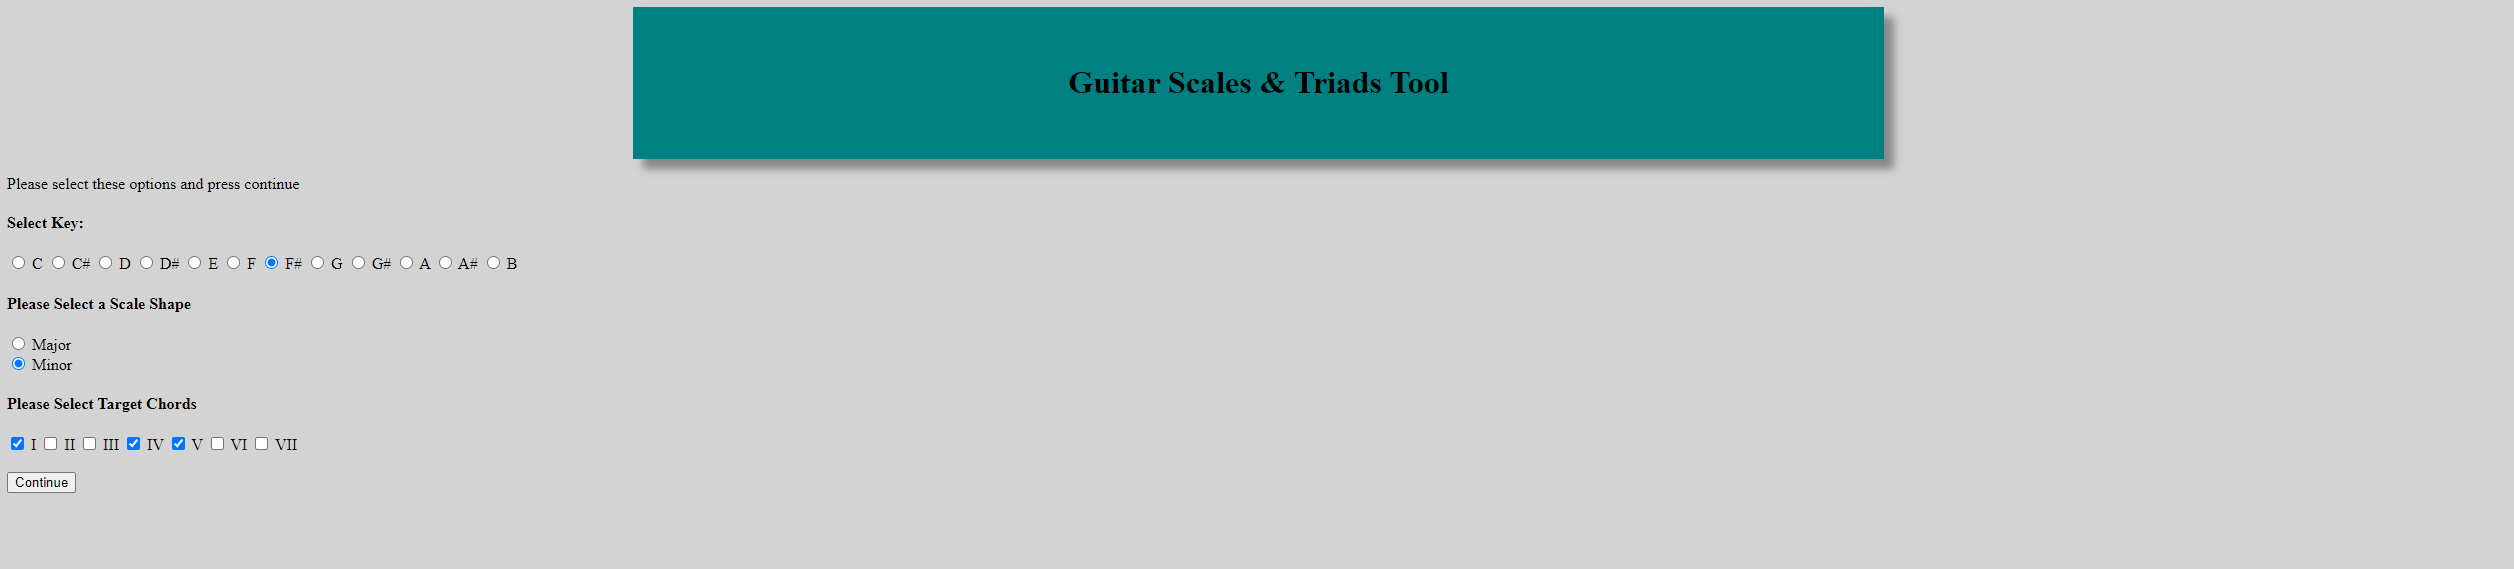 Guitar Scales & Triads Tool
Please select these options and press continue
Select Key:
C C# D D# E F F# G G# A A# B
Please Select a Scale Shape
Major
Minor
Please Select Target Chords
I II III IV V VI VII
Continue